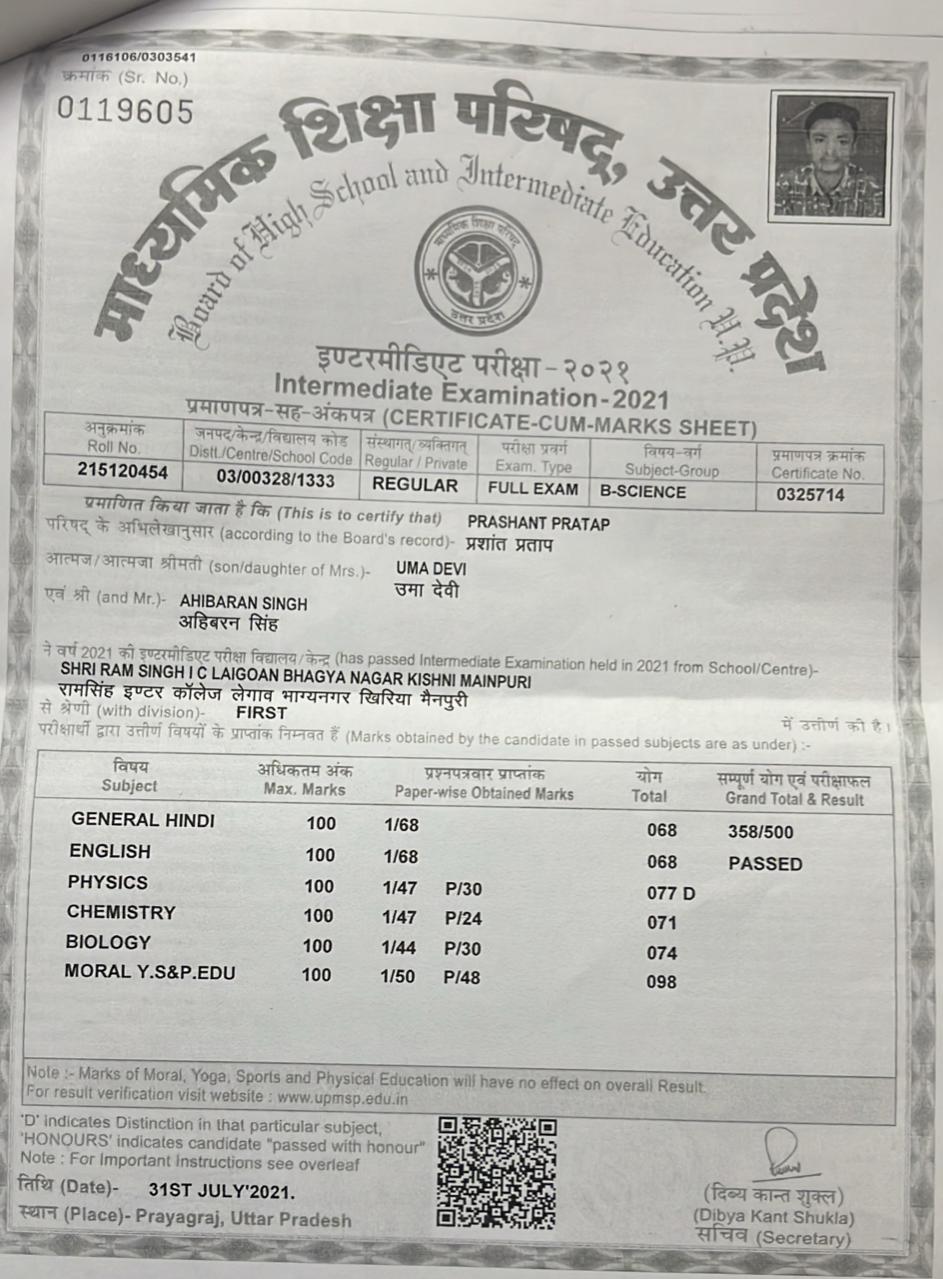 0116106/0303541
क्रमांक (Sr. No.)
0119605
माध्यमिक शिक्षा परिषद्, उत्तर प्रदेश
Board of High School and Intermediate Education U.P.
माध्यमिक शिक्षा परिषद्
उत्तर प्रदेश
इण्टरमीडिएट परीक्षा - २०२१
Intermediate Examination-2021
प्रमाणपत्र-सह-अंकपत्र (CERTIFICATE-CUM-MARKS SHEET)
अनुक्रमांक जनपद/केन्द्र/विद्यालय कोड संस्थागत/व्यक्तिगत परीक्षा प्रवर्ग विषय-वर्ग प्रमाणपत्र क्रमांक
Roll No. Distt./Centre/School Code Regular / Private Exam. Type Subject-Group Certificate No.
215120454 03/00328/1333 REGULAR FULL EXAM B-SCIENCE 0325714
प्रमाणित किया जाता है कि (This is to certify that) PRASHANT PRATAP
परिषद् के अभिलेखानुसार (according to the Board's record)- प्रशांत प्रताप
आत्मज/आत्मजा श्रीमती (son/daughter of Mrs.)- UMA DEVI
उमा देवी
एवं श्री (and Mr.)- AHIBARAN SINGH
अहिबरन सिंह
ने वर्ष 2021 की इण्टरमीडिएट परीक्षा विद्यालय/केन्द्र (has passed Intermediate Examination held in 2021 from School/Centre)-
SHRI RAM SINGH I C LAIGOAN BHAGYA NAGAR KISHNI MAINPURI
रामसिंह इण्टर कॉलेज लेगाव भाग्यनगर खिरिया मैनपुरी
से श्रेणी (with division)- FIRST में उत्तीर्ण की है।
परीक्षार्थी द्वारा उत्तीर्ण विषयों के प्राप्तांक निम्नवत हैं (Marks obtained by the candidate in passed subjects are as under) :-
विषय अधिकतम अंक प्रश्नपत्रवार प्राप्तांक योग सम्पूर्ण योग एवं परीक्षाफल
Subject Max. Marks Paper-wise Obtained Marks Total Grand Total & Result
GENERAL HINDI 100 1/68 068 358/500
ENGLISH 100 1/68 068 PASSED
PHYSICS 100 1/47 P/30 077 D
CHEMISTRY 100 1/47 P/24 071
BIOLOGY 100 1/44 P/30 074
MORAL Y.S&P.EDU 100 1/50 P/48 098
Note :- Marks of Moral, Yoga, Sports and Physical Education will have no effect on overall Result.
For result verification visit website : www.upmsp.edu.in
'D' indicates Distinction in that particular subject,
'HONOURS' indicates candidate "passed with honour"
Note : For Important Instructions see overleaf
तिथि (Date)- 31ST JULY'2021.
स्थान (Place)- Prayagraj, Uttar Pradesh
(दिब्य कान्त शुक्ल)
(Dibya Kant Shukla)
सचिव (Secretary)